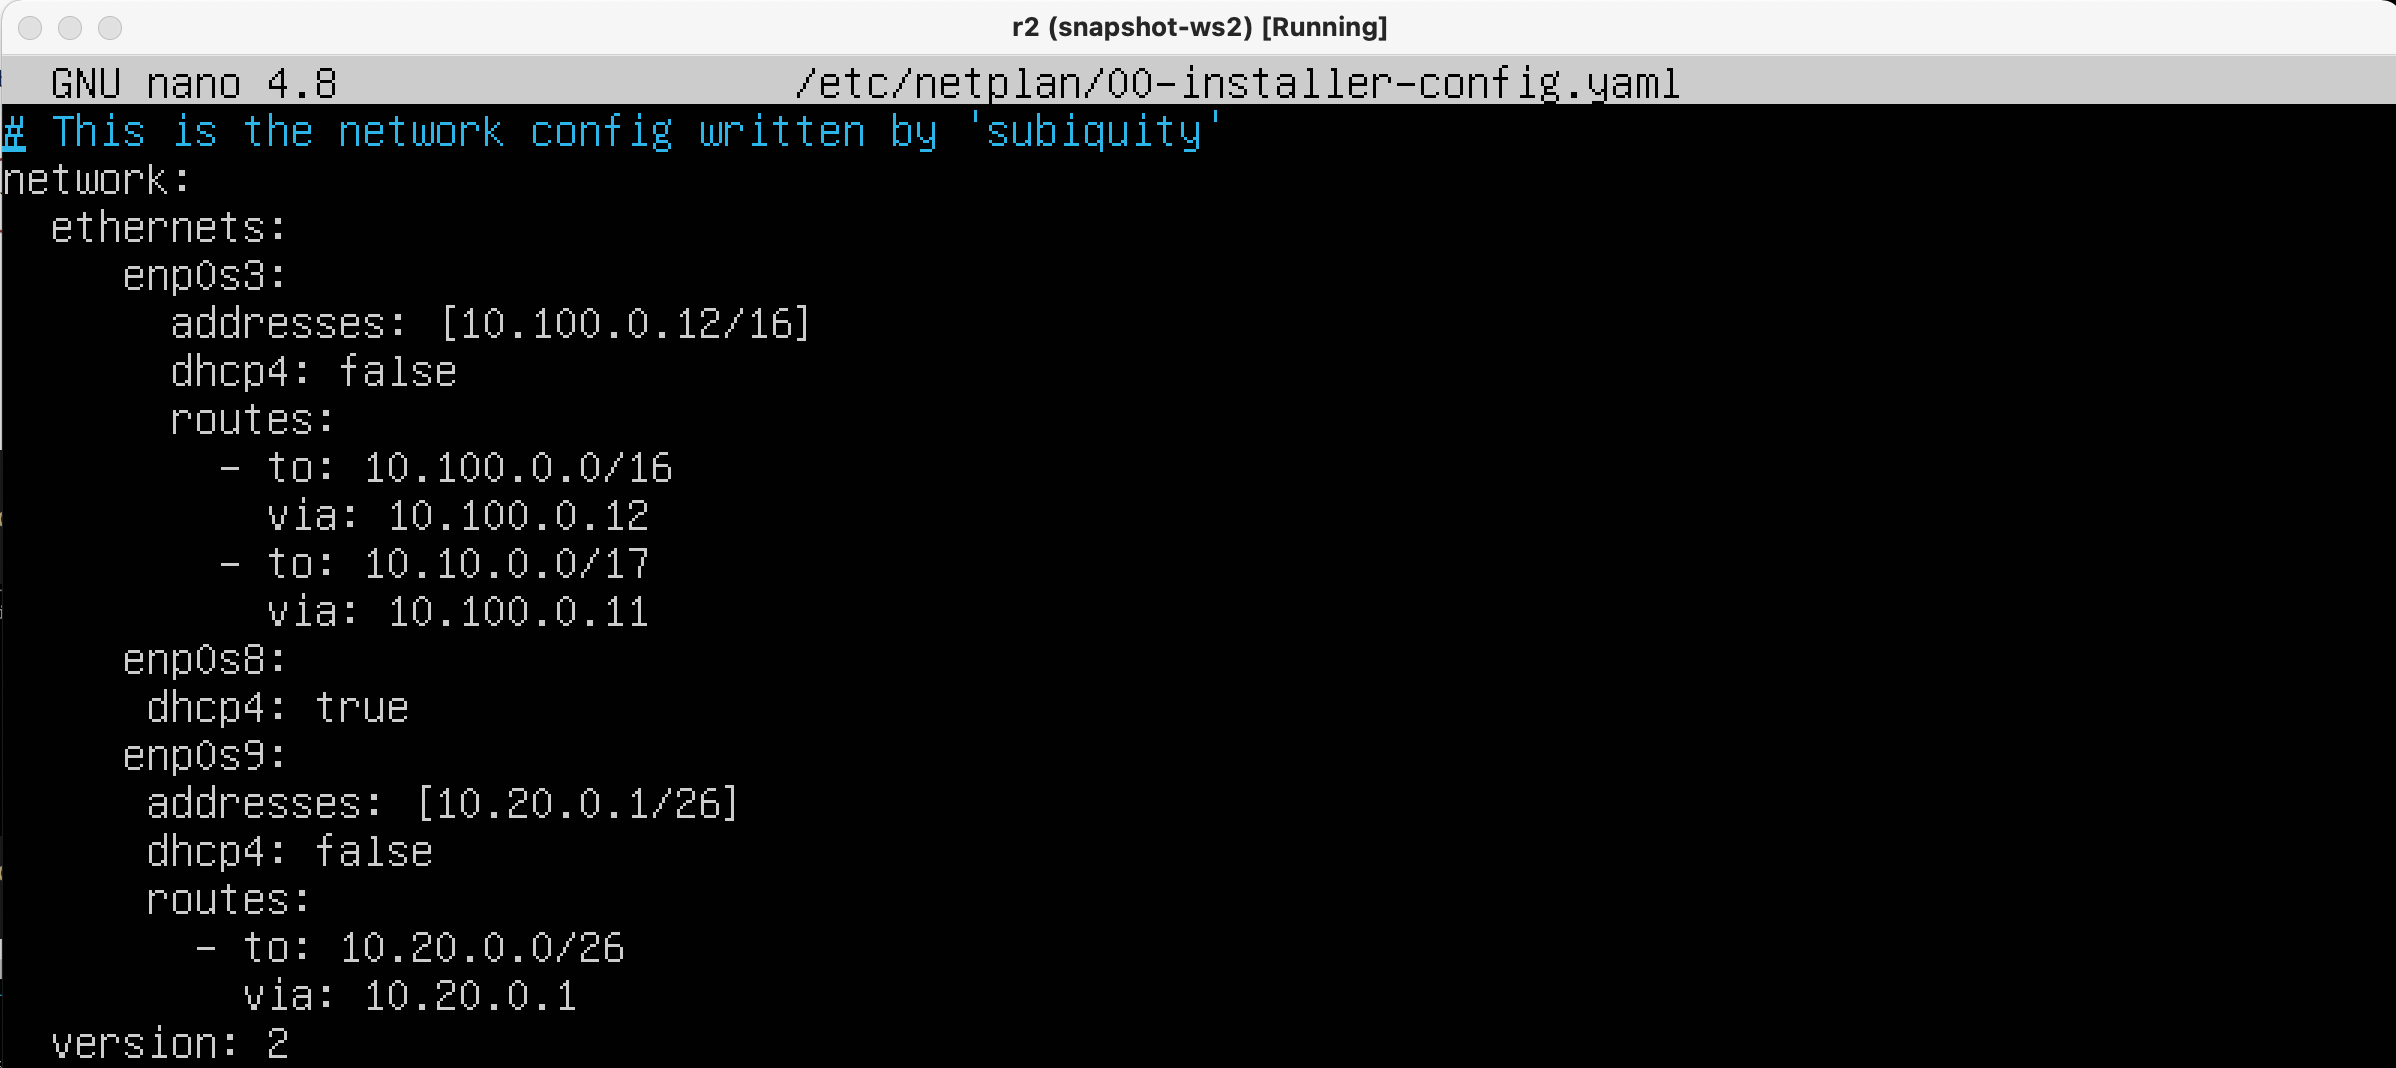 r2 (snapshot-ws2) [Running]
GNU nano 4.8 /etc/netplan/00-installer-config.yaml
# This is the network config written by 'subiquity'
network:
  ethernets:
     enp0s3:
       addresses: [10.100.0.12/16]
       dhcp4: false
       routes:
         - to: 10.100.0.0/16
           via: 10.100.0.12
         - to: 10.10.0.0/17
           via: 10.100.0.11
     enp0s8:
      dhcp4: true
     enp0s9:
      addresses: [10.20.0.1/26]
      dhcp4: false
      routes:
        - to: 10.20.0.0/26
          via: 10.20.0.1
  version: 2